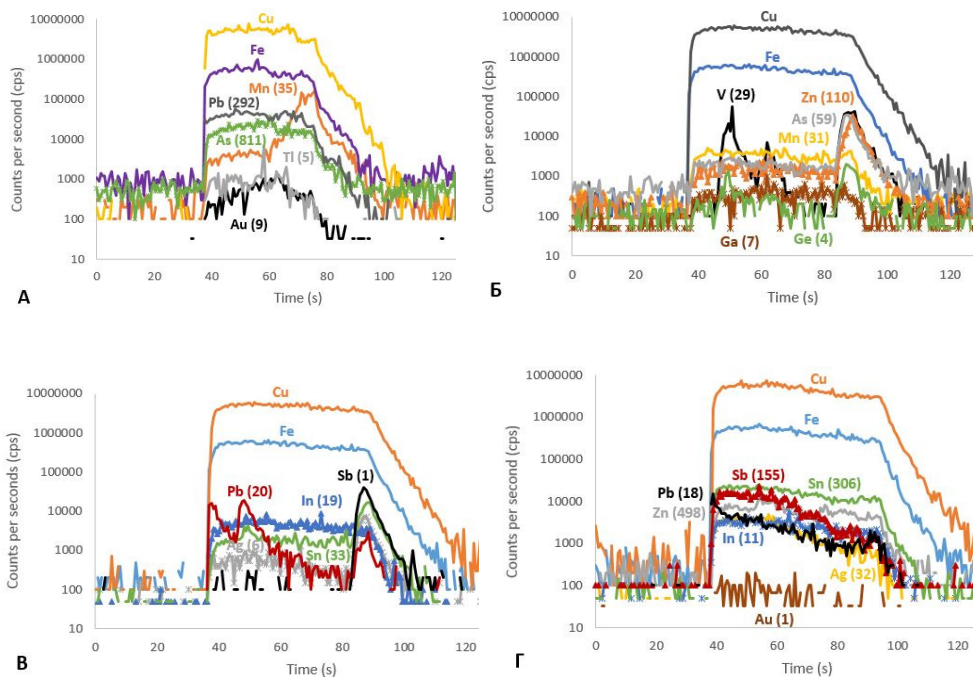 10000000
1000000
100000
10000
1000
100
10
Counts per second (cps)
Cu
Fe
Mn (35)
Pb (292)
As (811)
Tl (5)
Au (9)
0 20 40 60 80 100 120
Time (s)
А
10000000
1000000
100000
10000
1000
100
10
Counts per second (cps)
Cu
Fe
V (29)
Zn (110)
As (59)
Mn (31)
Ga (7)
Ge (4)
0 20 40 60 80 100 120
Time (s)
Б
10000000
1000000
100000
10000
1000
100
10
Counts per seconds (cps)
Cu
Fe
Sb (1)
Pb (20)
In (19)
Ag (6)
Sn (33)
0 20 40 60 80 100 120
Time (s)
В
10000000
1000000
100000
10000
1000
100
10
Counts per second (cps)
Cu
Fe
Sb (155)
Sn (306)
Pb (18)
Zn (498)
In (11)
Ag (32)
Au (1)
0 20 40 60 80 100 120
Time (s)
Г